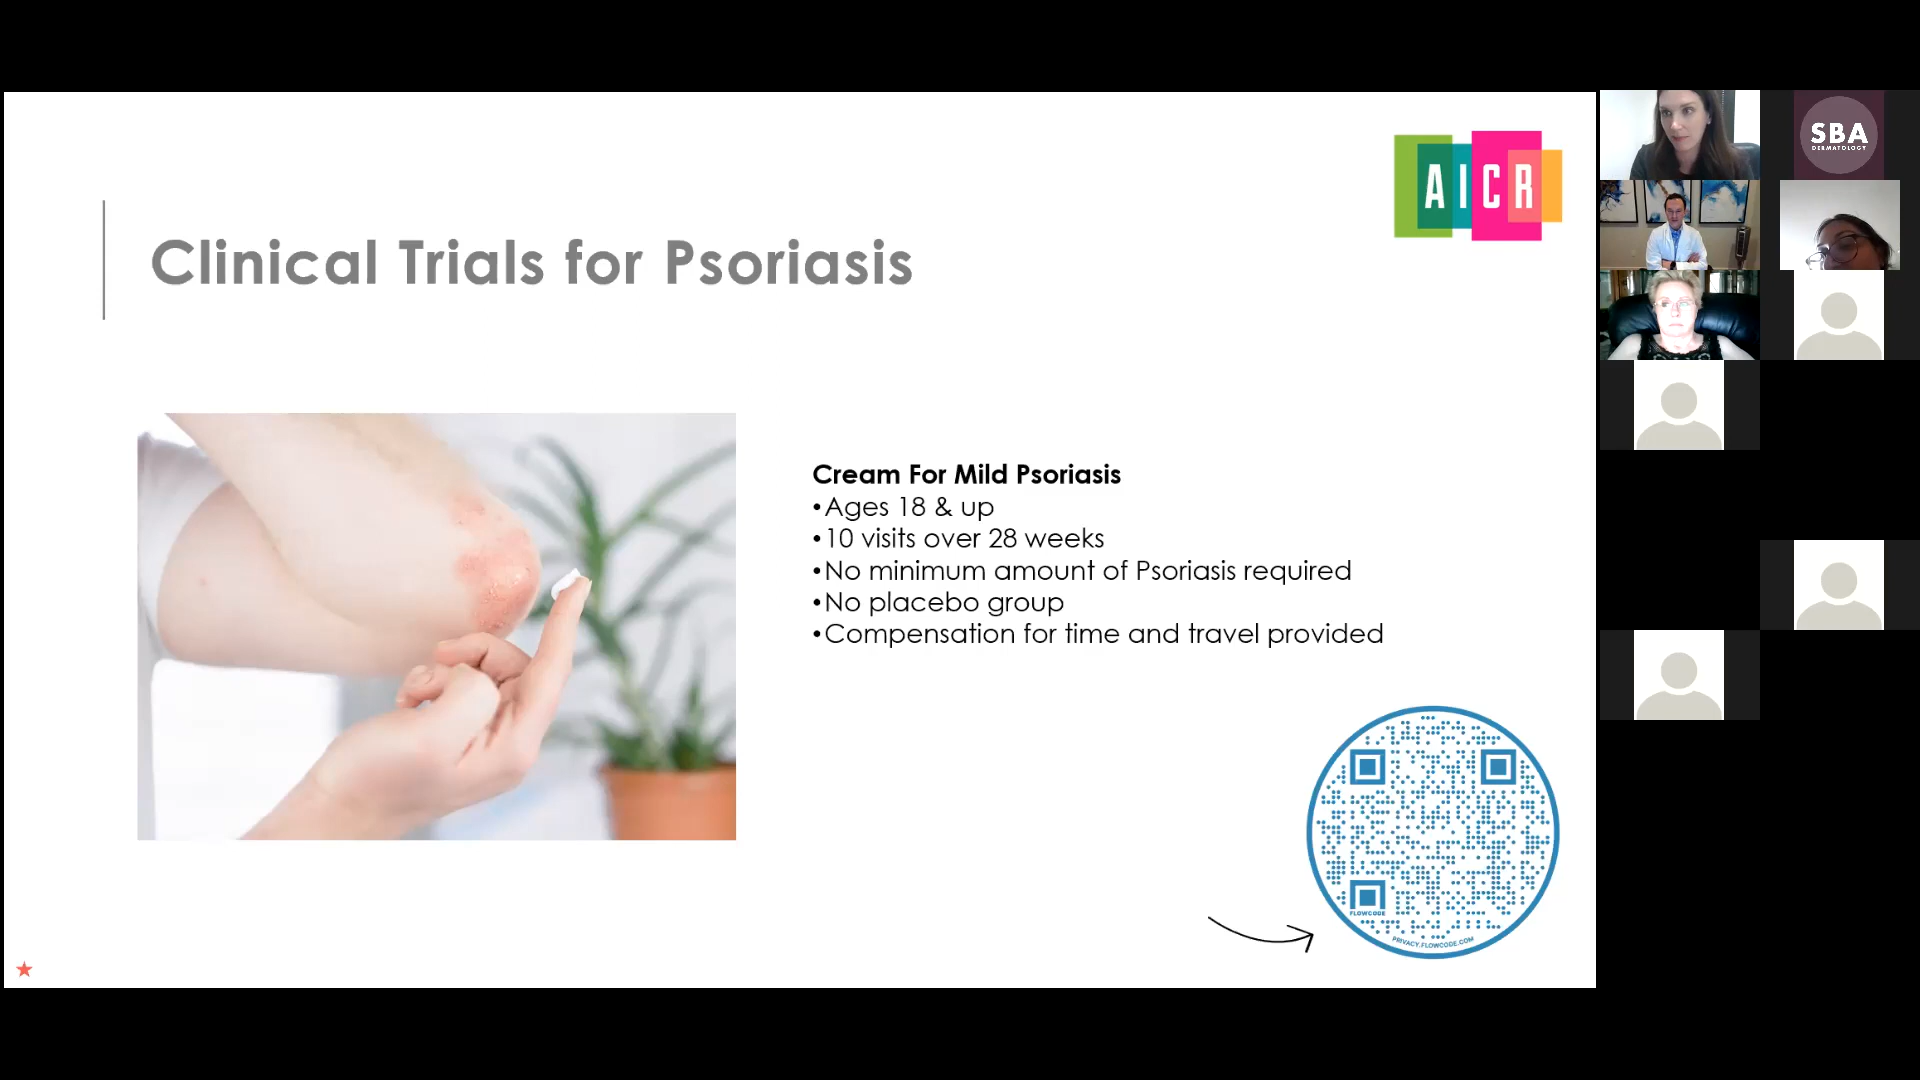 AICR
SBA
DERMATOLOGY
Clinical Trials for Psoriasis
Cream For Mild Psoriasis
•Ages 18 & up
•10 visits over 28 weeks
•No minimum amount of Psoriasis required
•No placebo group
•Compensation for time and travel provided
FLOWCODE
PRIVACY.FLOWCODE.COM